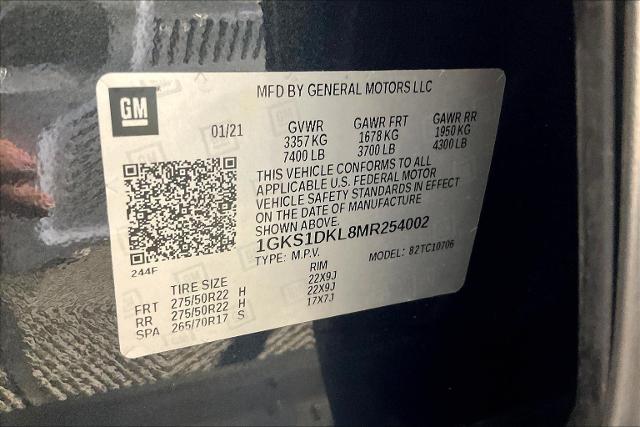 MFD BY GENERAL MOTORS LLC
GM
01/21 GVWR GAWR FRT GAWR RR
3357 KG 1678 KG 1950 KG
7400 LB 3700 LB 4300 LB
THIS VEHICLE CONFORMS TO ALL
APPLICABLE U.S. FEDERAL MOTOR
VEHICLE SAFETY STANDARDS IN EFFECT
ON THE DATE OF MANUFACTURE
SHOWN ABOVE.
1GKS1DKL8MR254002
244F
TYPE: M.P.V. MODEL: 82TC10706
TIRE SIZE RIM
FRT 275/50R22 H 22X9J
RR 275/50R22 H 22X9J
SPA 265/70R17 S 17X7J